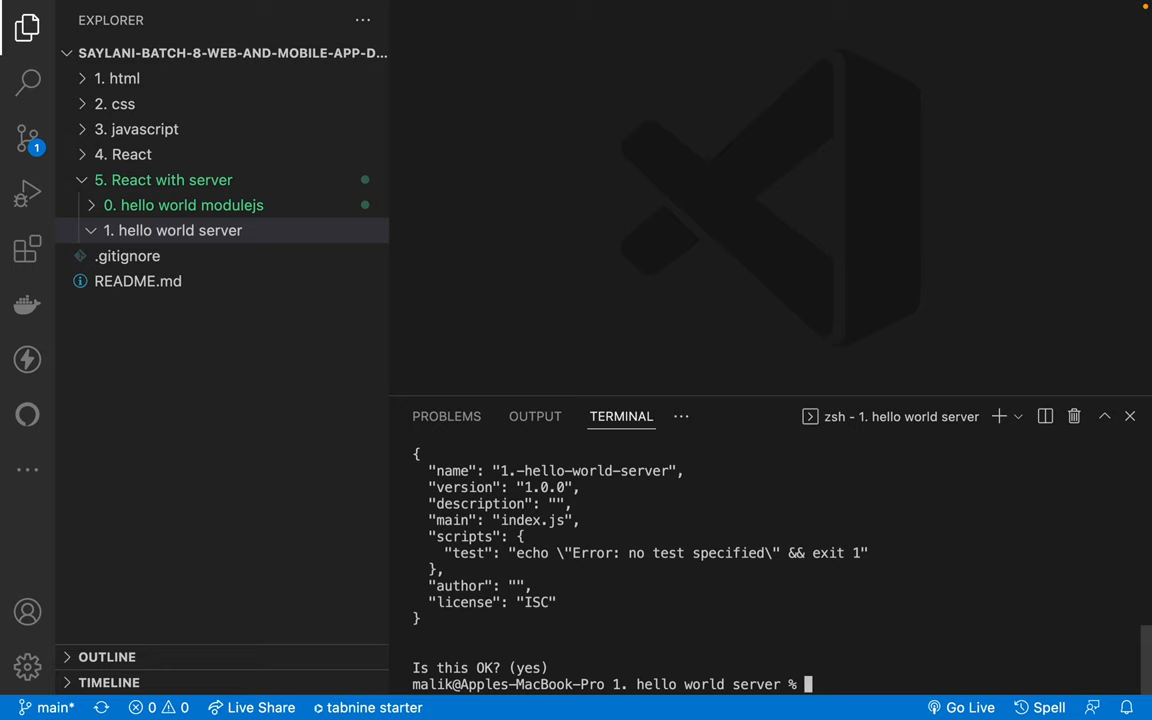 EXPLORER
SAYLANI-BATCH-8-WEB-AND-MOBILE-APP-D...
1. html
2. css
3. javascript
4. React
5. React with server
0. hello world modulejs
1. hello world server
.gitignore
README.md
OUTLINE
TIMELINE
1
PROBLEMS OUTPUT TERMINAL ... zsh - 1. hello world server
{
"name": "1.-hello-world-server",
"version": "1.0.0",
"description": "",
"main": "index.js",
"scripts": {
"test": "echo \"Error: no test specified\" && exit 1"
},
"author": "",
"license": "ISC"
}
Is this OK? (yes)
malik@Apples-MacBook-Pro 1. hello world server %
main* 0 0 Live Share tabnine starter Go Live Spell